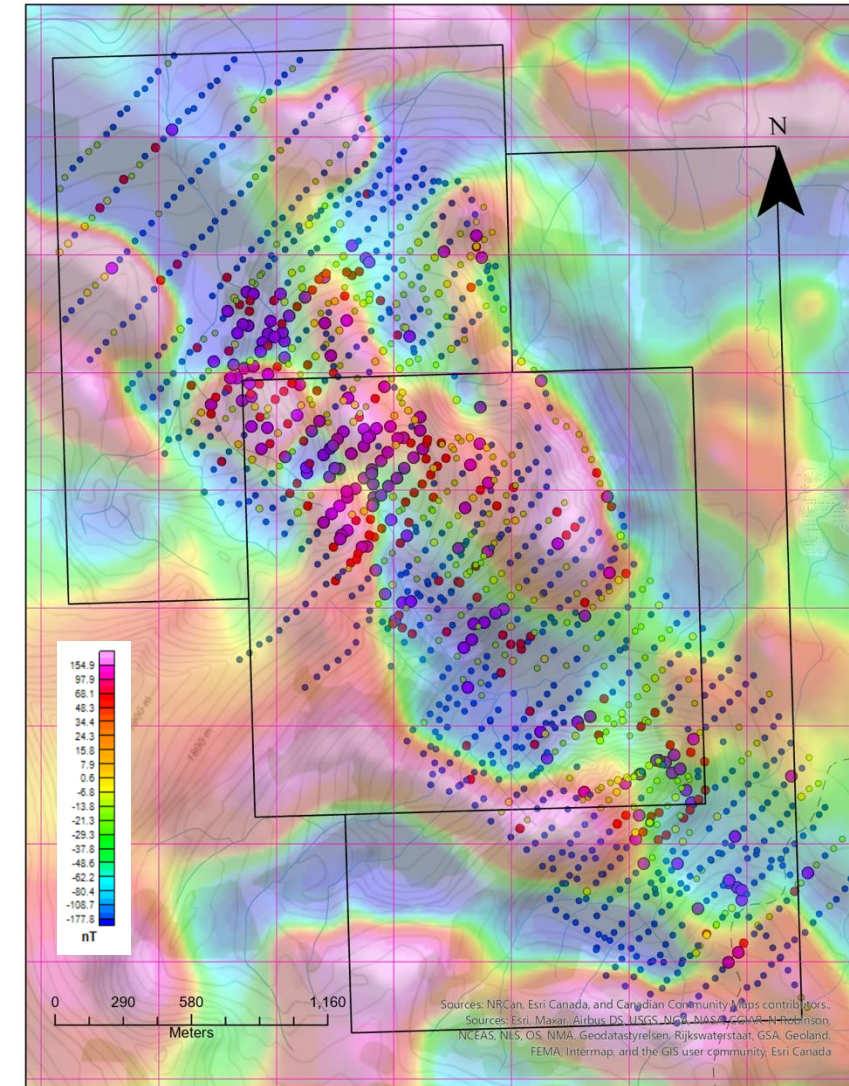 N
154.9
97.9
68.1
48.3
34.4
24.3
15.8
7.9
0.6
-6.8
-13.8
-21.3
-29.3
-37.8
-48.6
-62.2
-80.4
-108.7
-177.8
nT
1800 m
0 290 580 1,160
Meters
Sources: NRCan, Esri Canada, and Canadian Community Maps contributors.,
Sources: Esri, Maxar, Airbus DS, USGS, NGA, NASA, CGIAR, N Robinson,
NCEAS, NLS, OS, NMA, Geodatastyrelsen, Rijkswaterstaat, GSA, Geoland,
FEMA, Intermap, and the GIS user community, Esri Canada